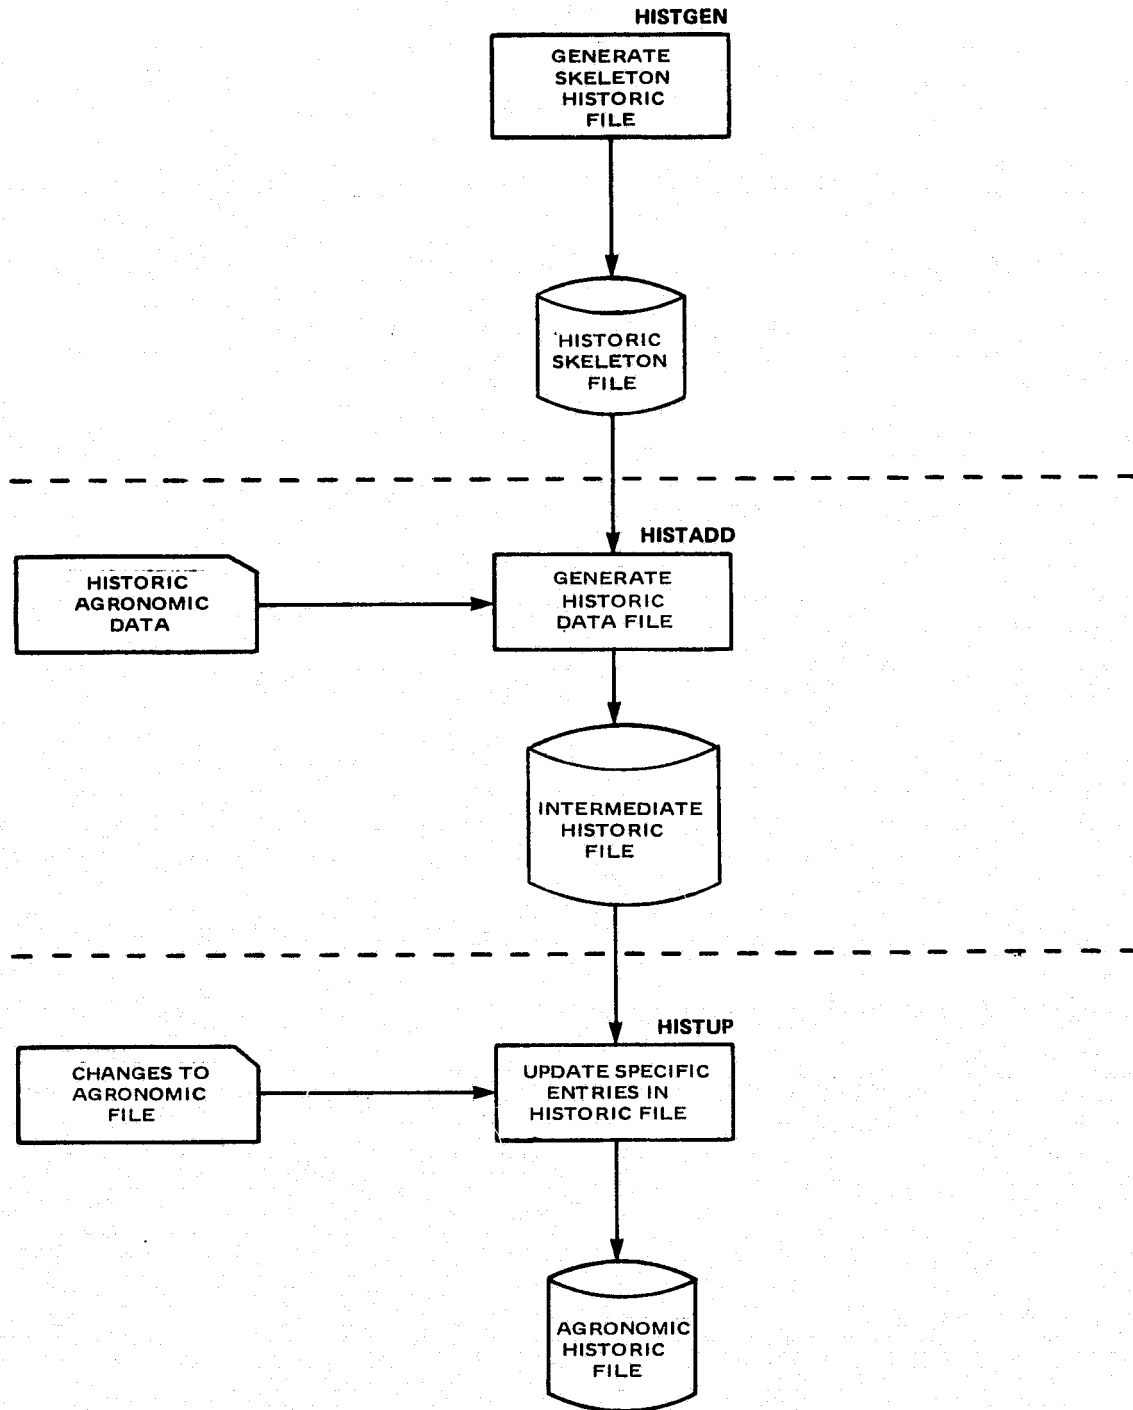 HISTGEN
GENERATE
SKELETON
HISTORIC
FILE
HISTORIC
SKELETON
FILE
HISTADD
HISTORIC
AGRONOMIC
DATA
GENERATE
HISTORIC
DATA FILE
INTERMEDIATE
HISTORIC
FILE
HISTUP
CHANGES TO
AGRONOMIC
FILE
UPDATE SPECIFIC
ENTRIES IN
HISTORIC FILE
AGRONOMIC
HISTORIC
FILE